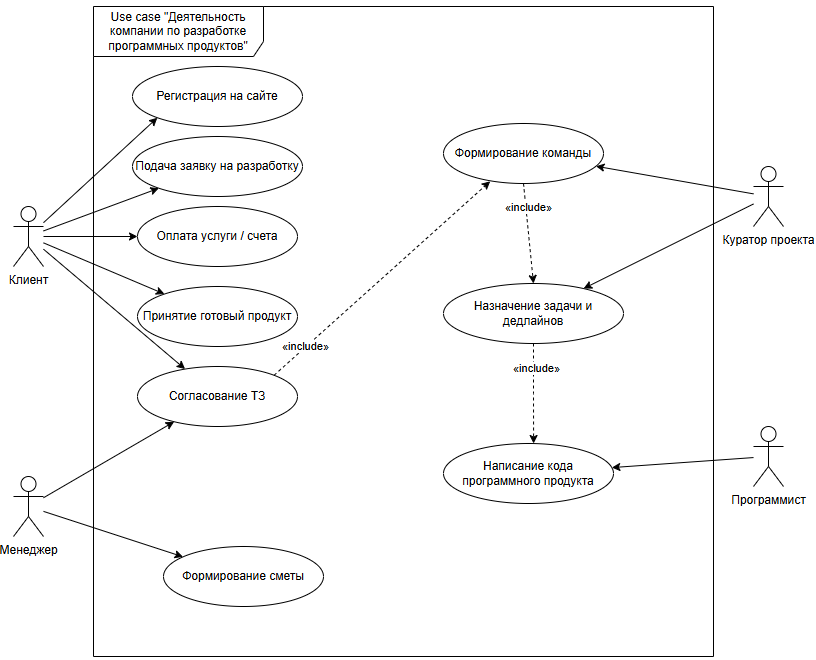 Use case "Деятельность
компании по разработке
программных продуктов"
Регистрация на сайте
Подача заявку на разработку
Оплата услуги / счета
Принятие готовый продукт
Согласование ТЗ
Формирование сметы
Клиент
Менеджер
«include»
Формирование команды
«include»
Назначение задачи и
дедлайнов
«include»
Написание кода
программного продукта
Куратор проекта
Программист